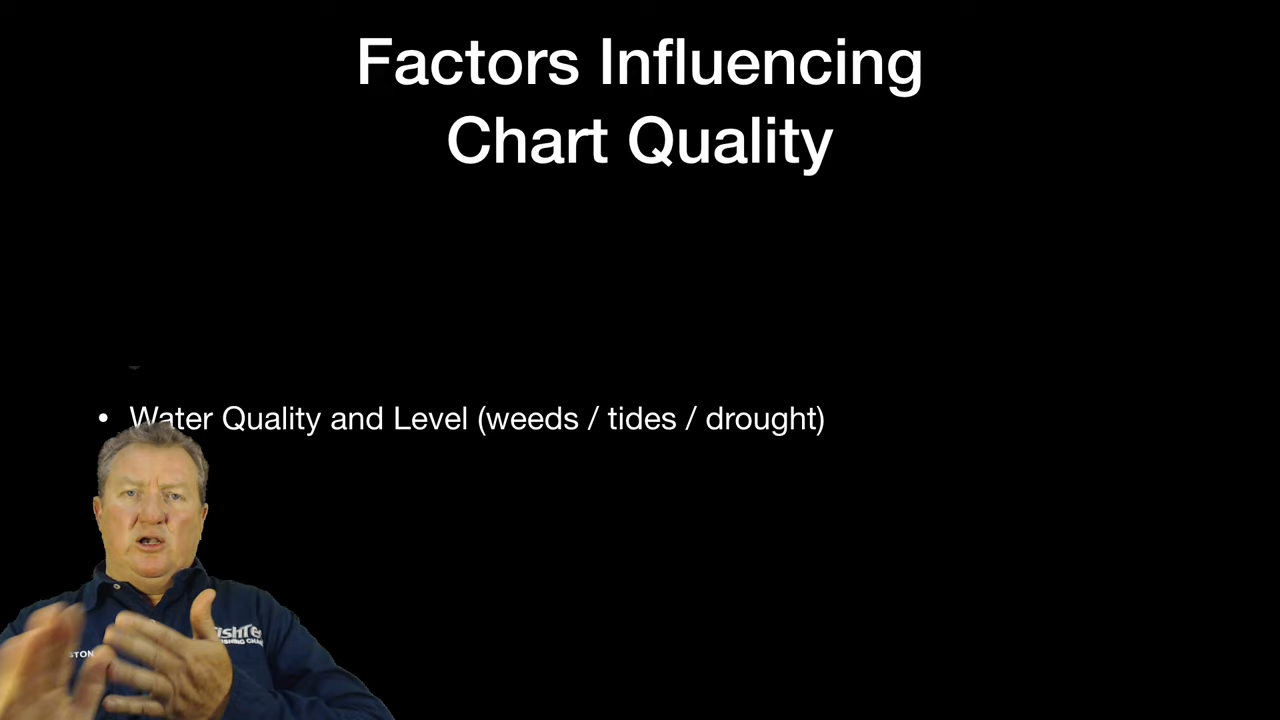 Factors Influencing
Chart Quality
• Water Quality and Level (weeds / tides / drought)